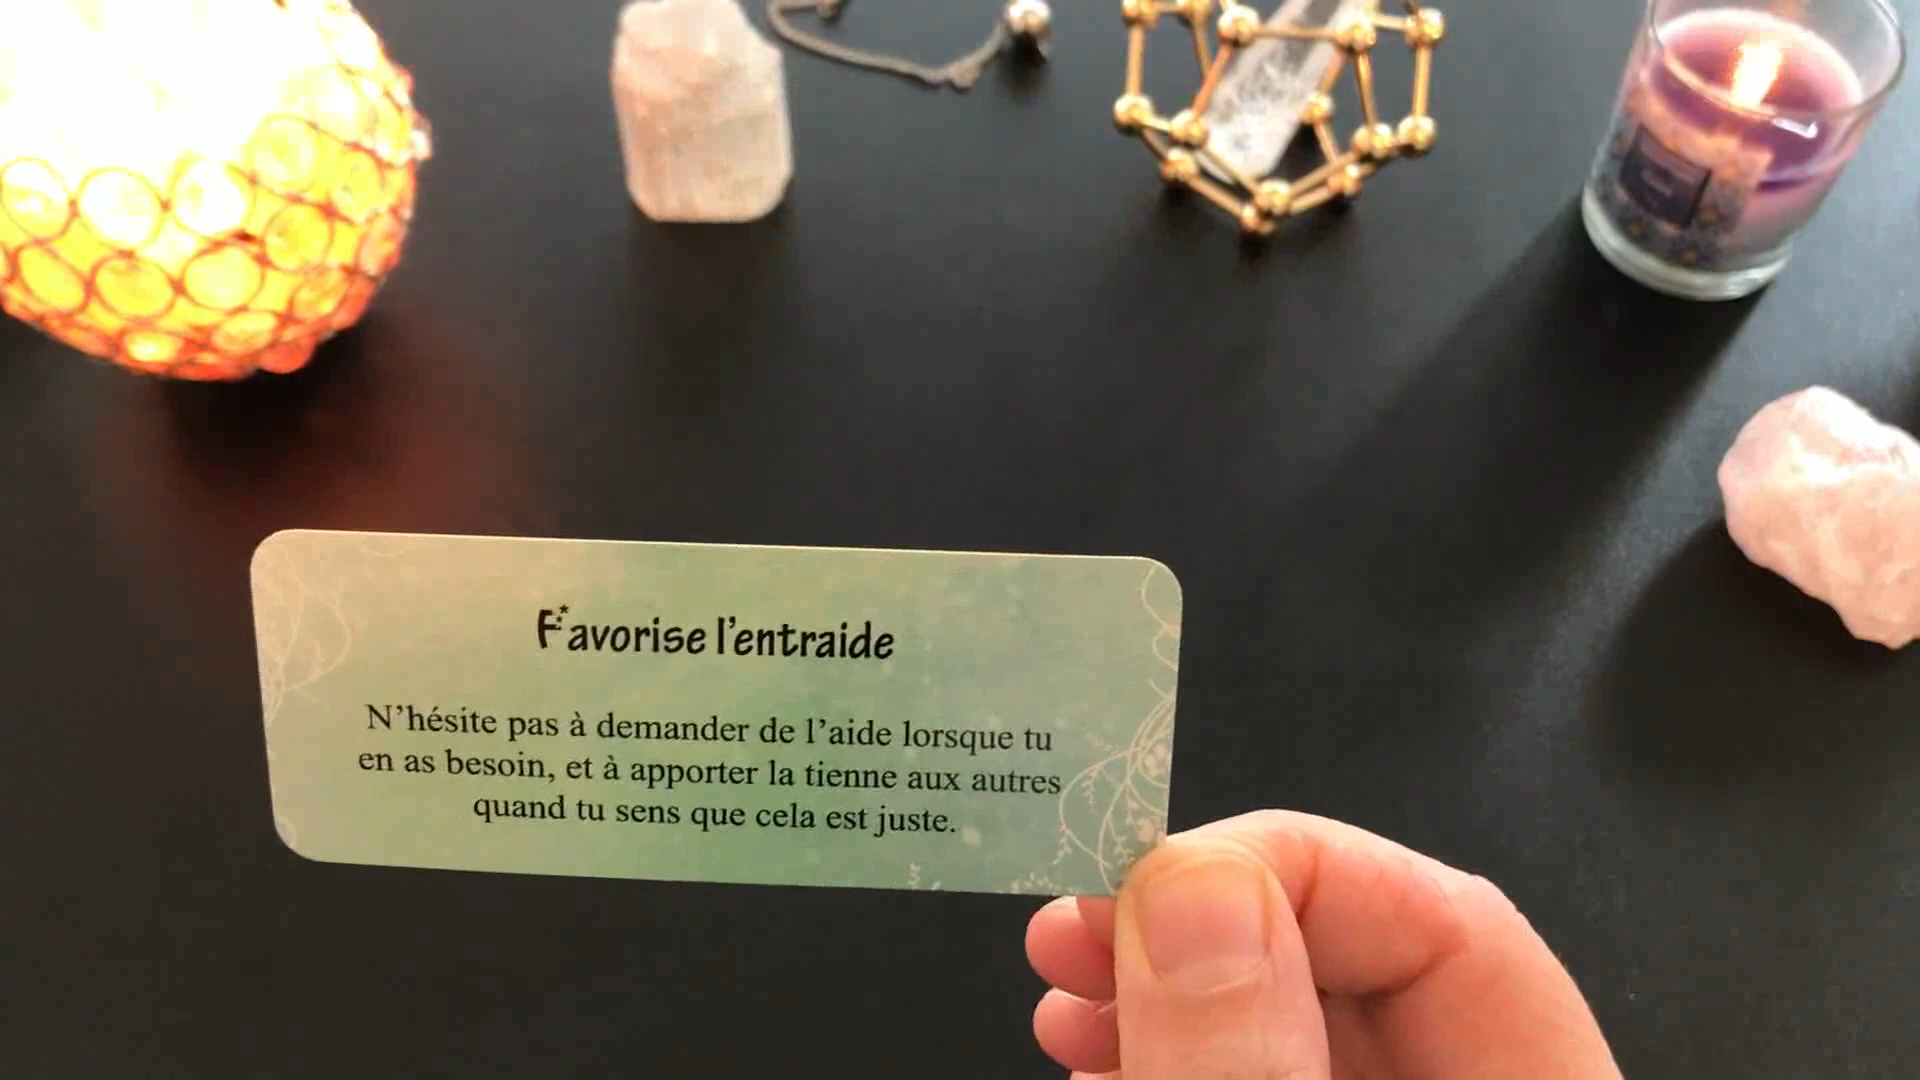 Favorise l'entraide
N'hésite pas à demander de l'aide lorsque tu
en as besoin, et à apporter la tienne aux autres
quand tu sens que cela est juste.